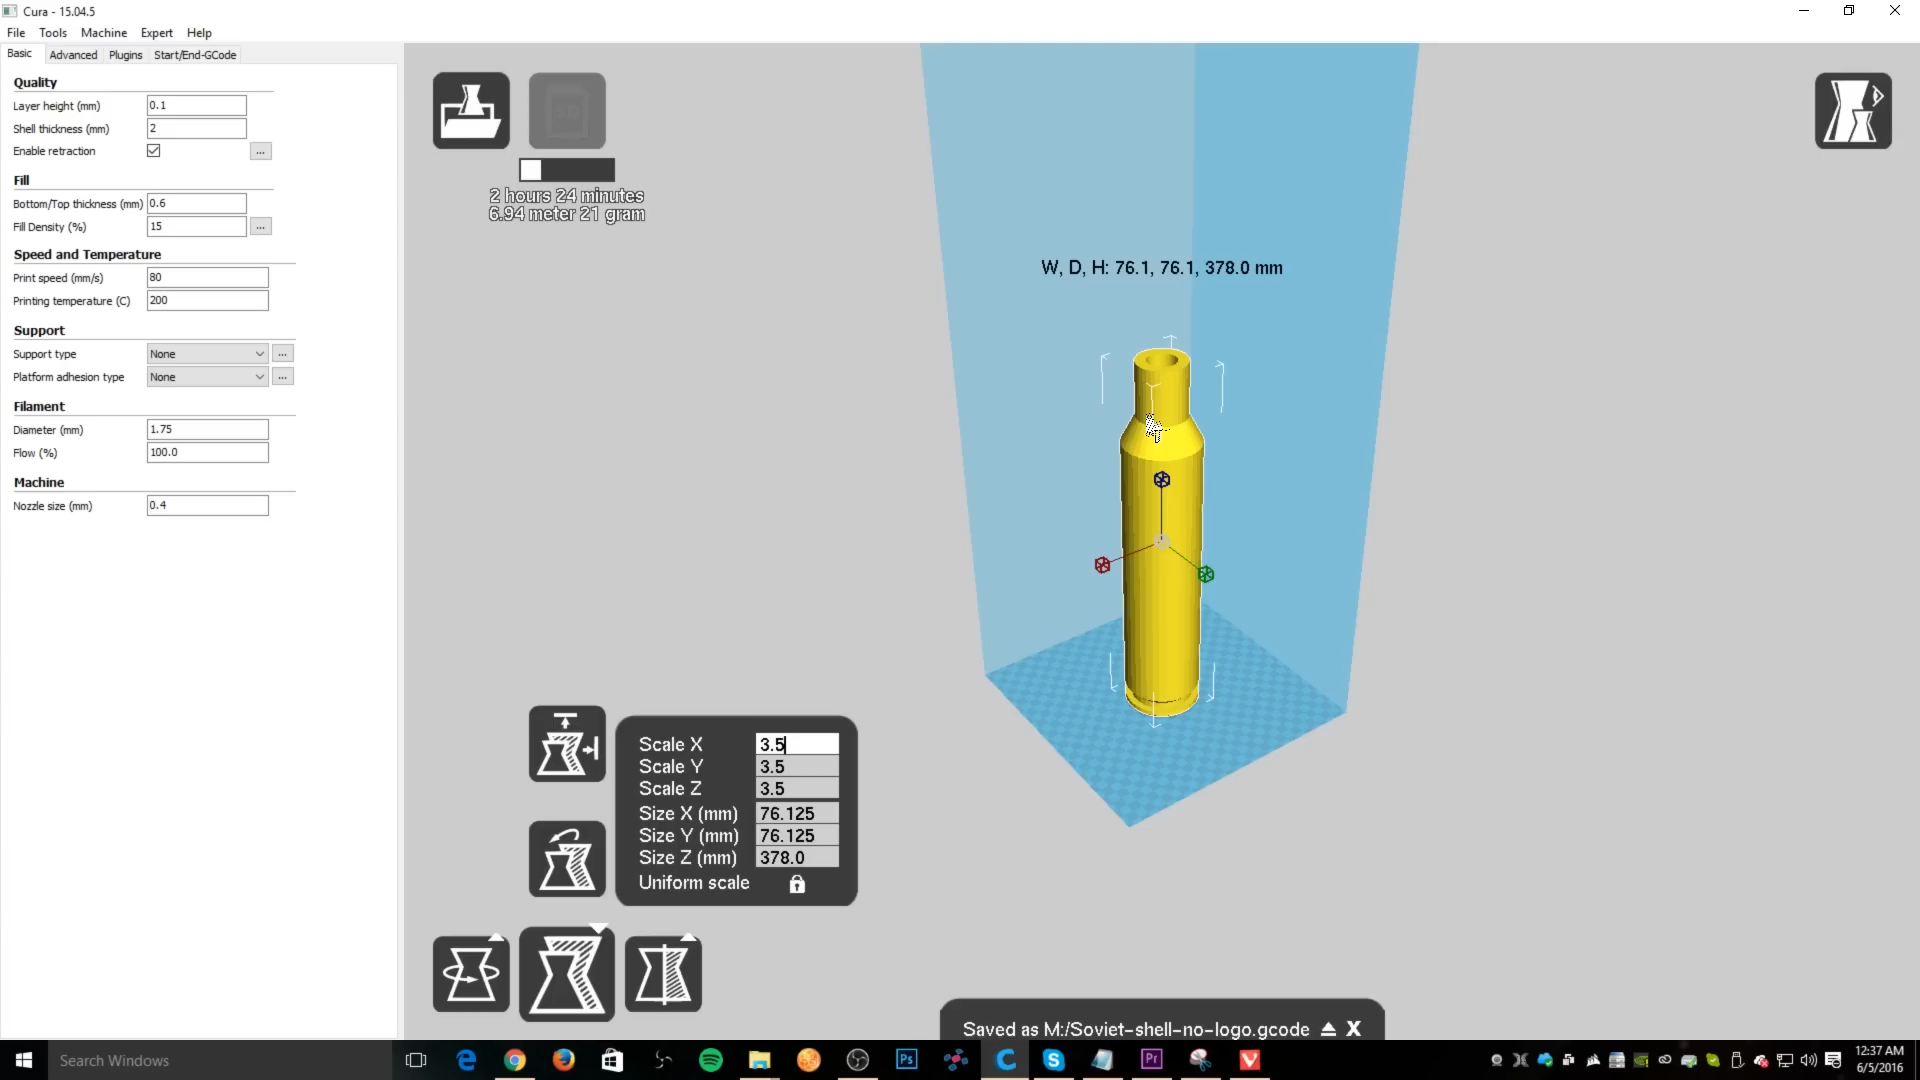 Cura - 15.04.5
File Tools Machine Expert Help
Basic Advanced Plugins Start/End-GCode
Quality
Layer height (mm) 0.1
Shell thickness (mm) 2
Enable retraction ...
Fill
Bottom/Top thickness (mm) 0.6
Fill Density (%) 15 ...
Speed and Temperature
Print speed (mm/s) 80
Printing temperature (C) 200
Support
Support type None ...
Platform adhesion type None ...
Filament
Diameter (mm) 1.75
Flow (%) 100.0
Machine
Nozzle size (mm) 0.4
SD
2 hours 24 minutes
6.94 meter 21 gram
W, D, H: 76.1, 76.1, 378.0 mm
Scale X 3.5
Scale Y 3.5
Scale Z 3.5
Size X (mm) 76.125
Size Y (mm) 76.125
Size Z (mm) 378.0
Uniform scale
Saved as M:/Soviet-shell-no-logo.gcode X
Search Windows
Ps
C
S
Pr
12:37 AM
6/5/2016